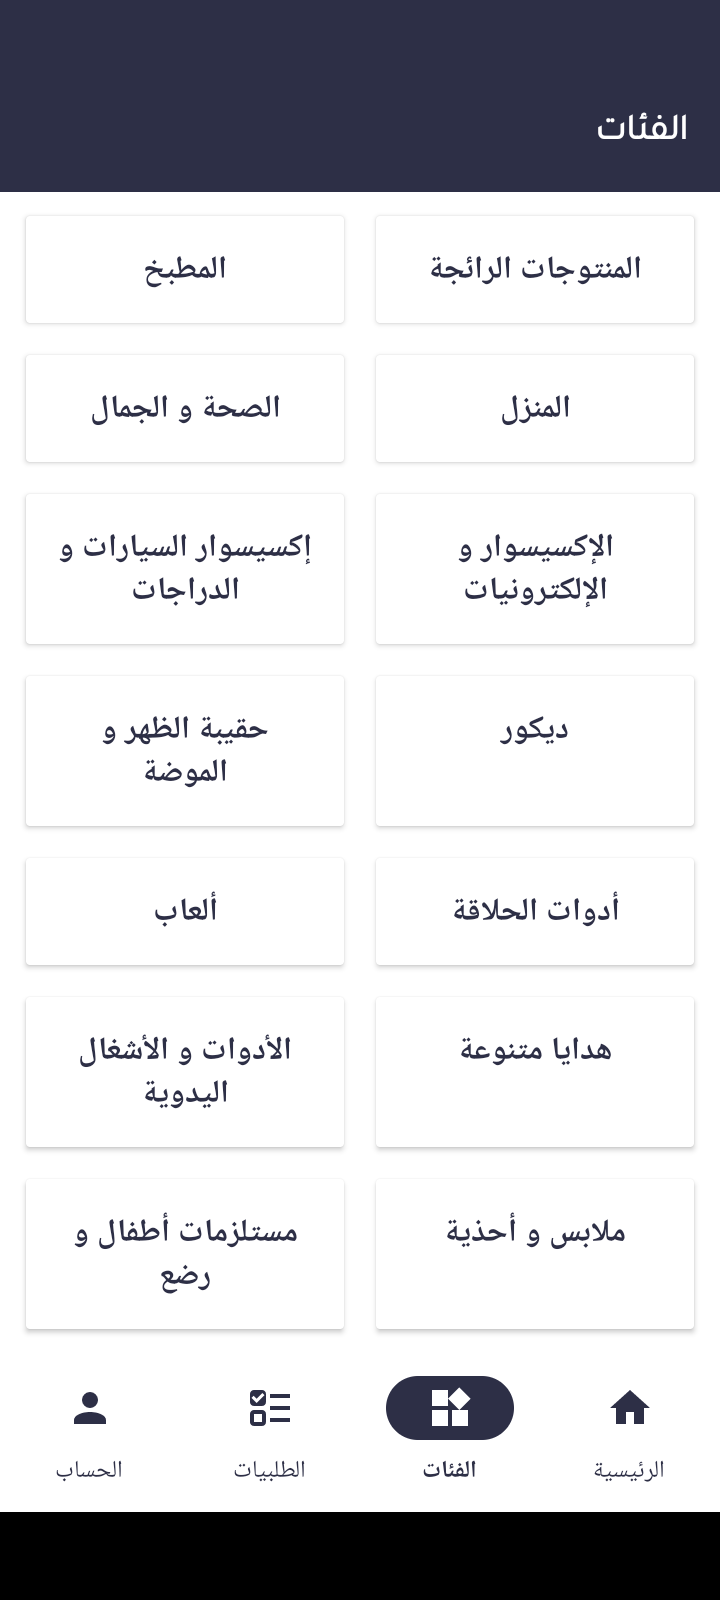 الفئات
المنتوجات الرائجة
المطبخ
المنزل
الصحة و الجمال
الإكسيسوار و
الإلكترونيات
إكسيسوار السيارات و
الدراجات
ديكور
حقيبة الظهر و
الموضة
أدوات الحلاقة
ألعاب
هدايا متنوعة
الأدوات و الأشغال
اليدوية
ملابس و أحذية
مستلزمات أطفال و
رضع
الرئيسية
الفئات
الطلبيات
الحساب